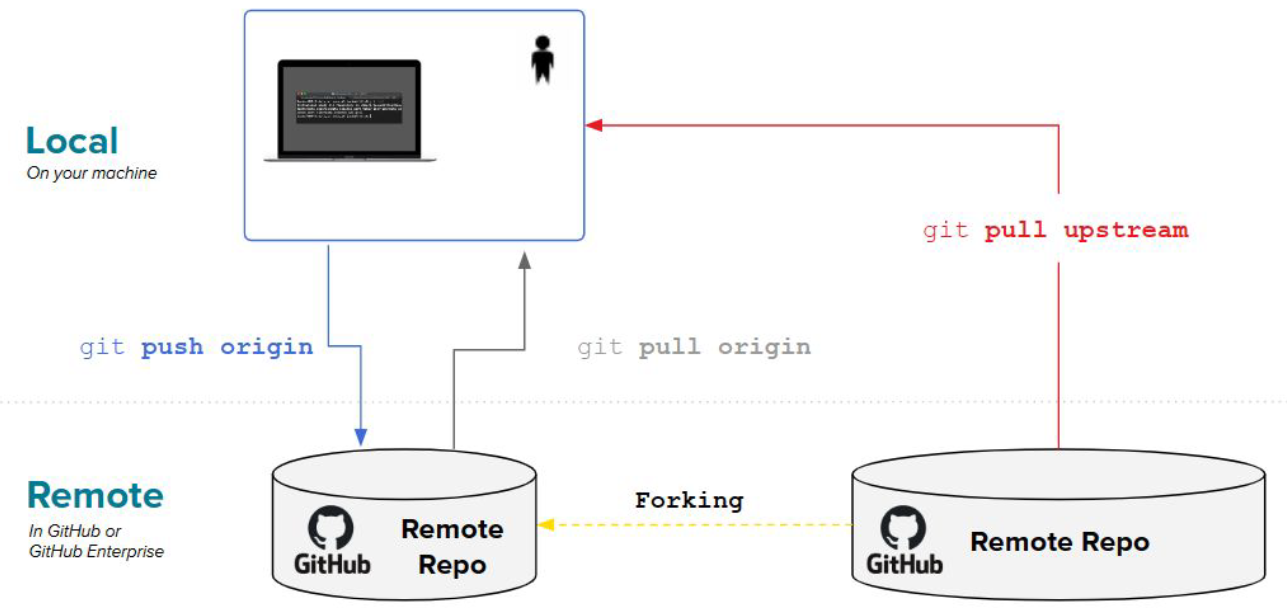 Local
On your machine
git pull upstream
git push origin
git pull origin
Remote
In GitHub or
GitHub Enterprise
Forking
GitHub
Remote
Repo
GitHub
Remote Repo